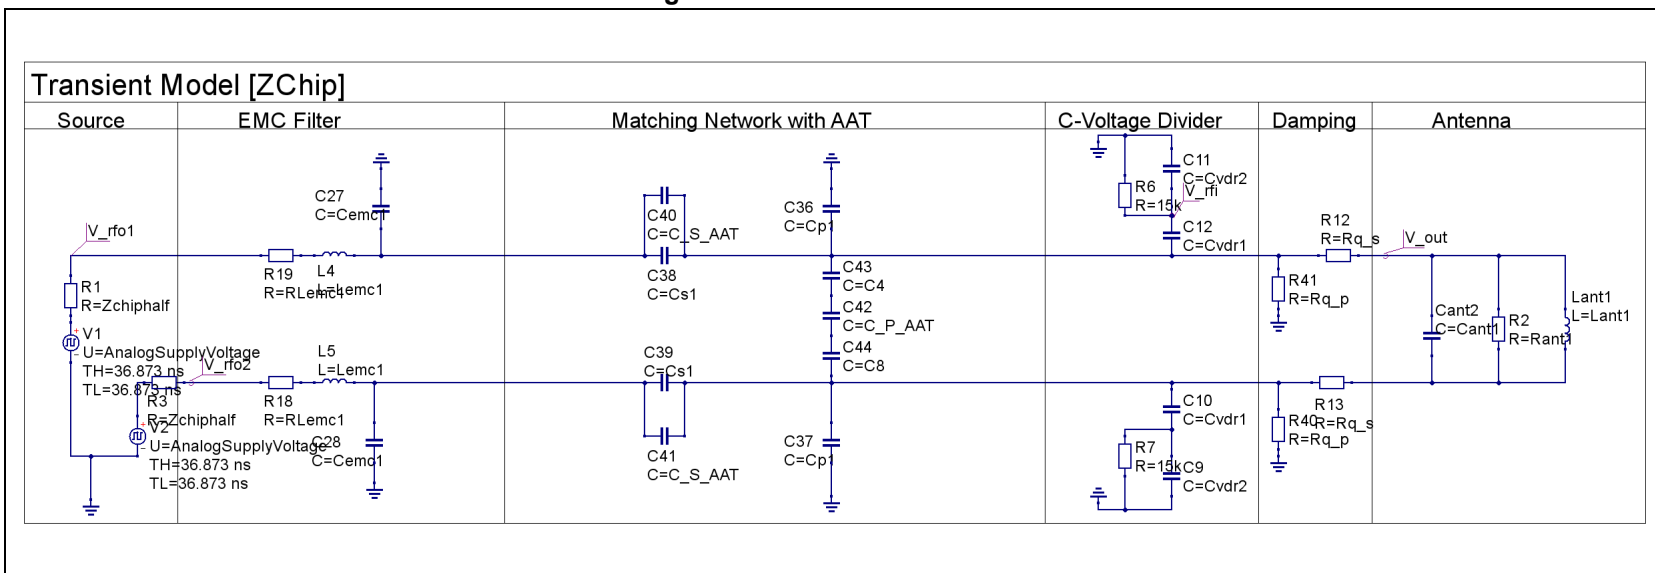 Transient Model [ZChip]
Source
EMC Filter
Matching Network with AAT
C-Voltage Divider
Damping
Antenna
V_rfo1
R1
R=Zchiphalf
V1
U=AnalogSupplyVoltage
TH=36.873 ns
TL=36.873 ns
V_rfo2
R3
R=Zchiphalf
V2
U=AnalogSupplyVoltage
TH=36.873 ns
TL=36.873 ns
C27
C=Cemc1
R19
R=RLemc1
L4
L=Lemc1
L5
L=Lemc1
R18
R=RLemc1
C28
C=Cemc1
C40
C=C_S_AAT
C38
C=Cs1
C39
C=Cs1
C41
C=C_S_AAT
C36
C=Cp1
C43
C=C4
C42
C=C_P_AAT
C44
C=C8
C37
C=Cp1
C11
C=Cvdr2
R6
R=15k
V_rfi
C12
C=Cvdr1
C10
C=Cvdr1
R7
R=15k
C9
C=Cvdr2
R12
R=Rq_s
R41
R=Rq_p
R13
R=Rq_s
R40
R=Rq_p
V_out
Cant2
C=Cant1
R2
R=Rant1
Lant1
L=Lant1